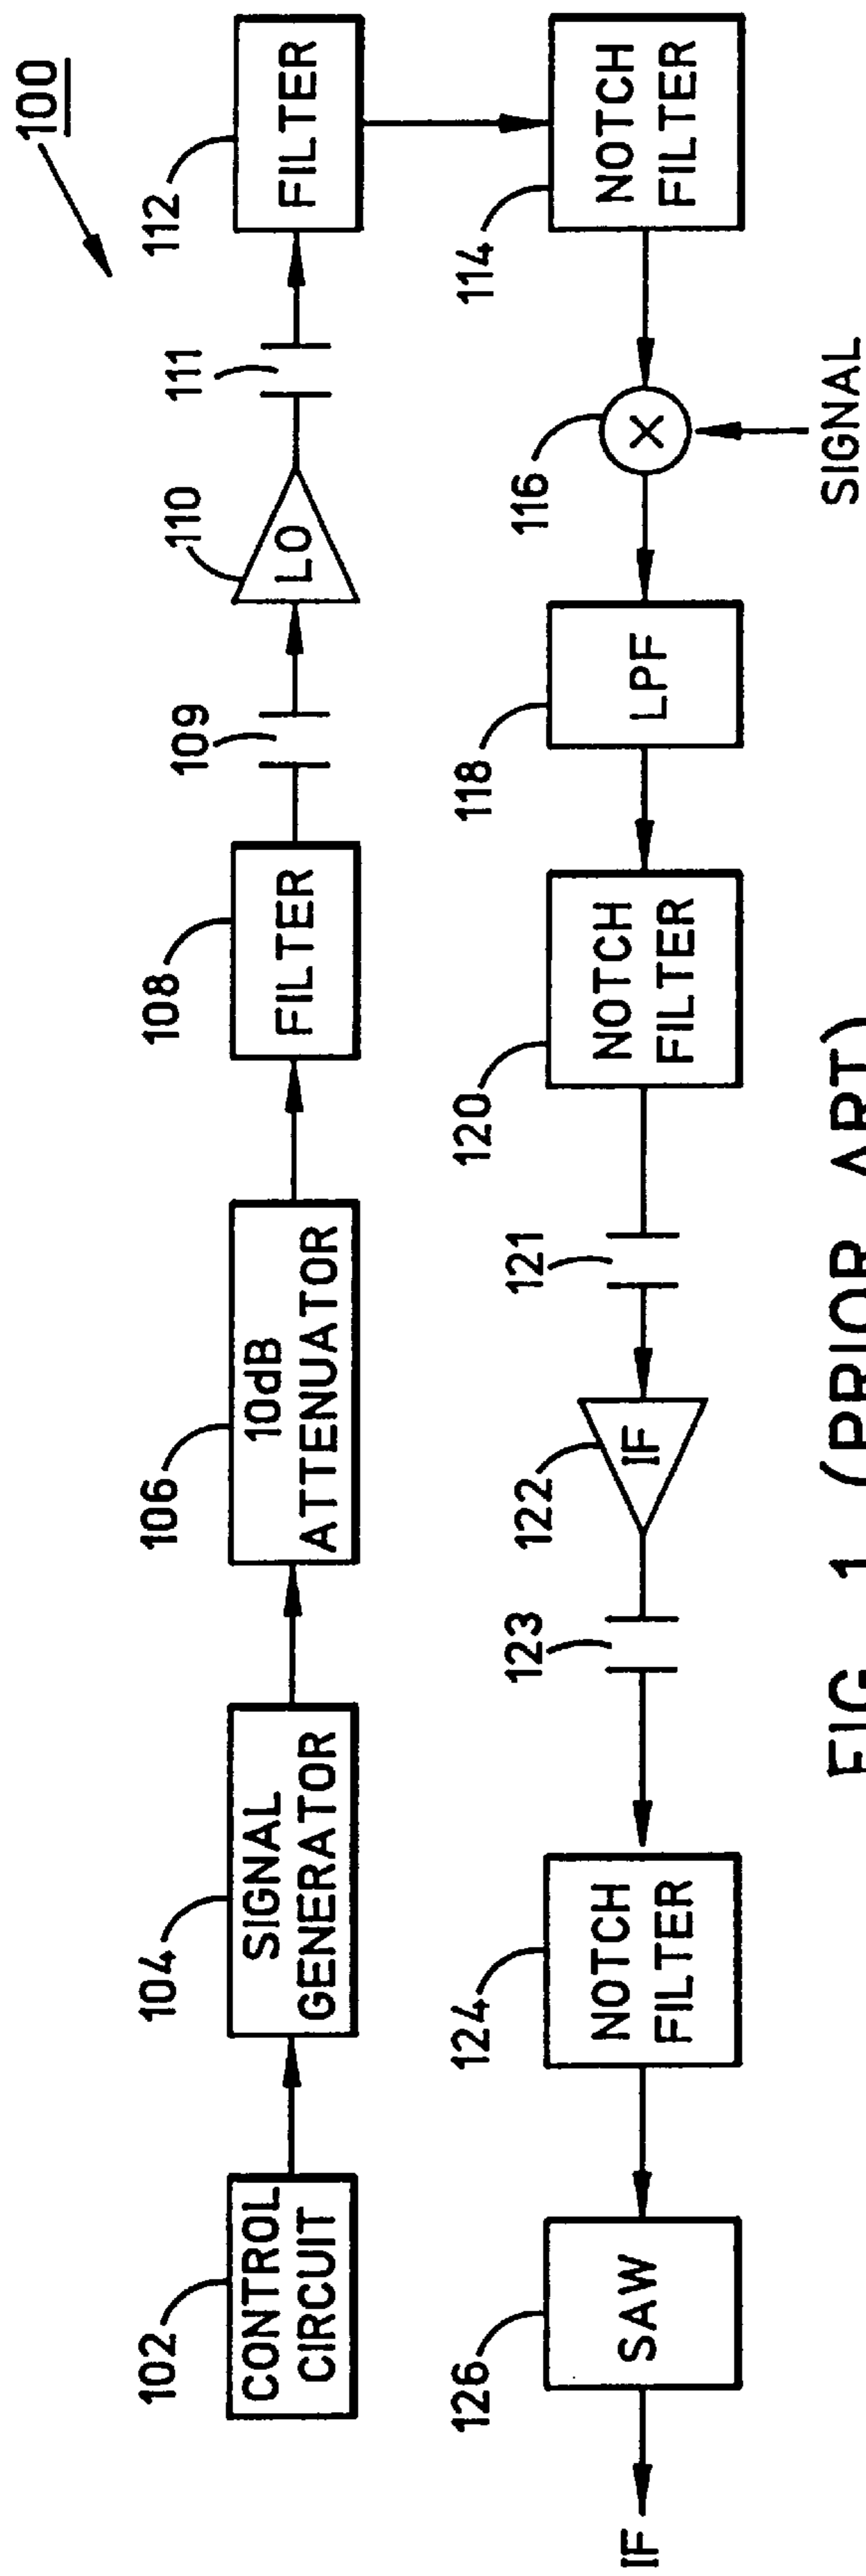 100
102
CONTROL
CIRCUIT
104
SIGNAL
GENERATOR
106
10dB
ATTENUATOR
108
FILTER
109
110
LO
111
112
FILTER
114
NOTCH
FILTER
116
X
SIGNAL
118
LPF
120
NOTCH
FILTER
121
122
IF
123
124
NOTCH
FILTER
126
SAW
IF
FIG. 1 (PRIOR ART)